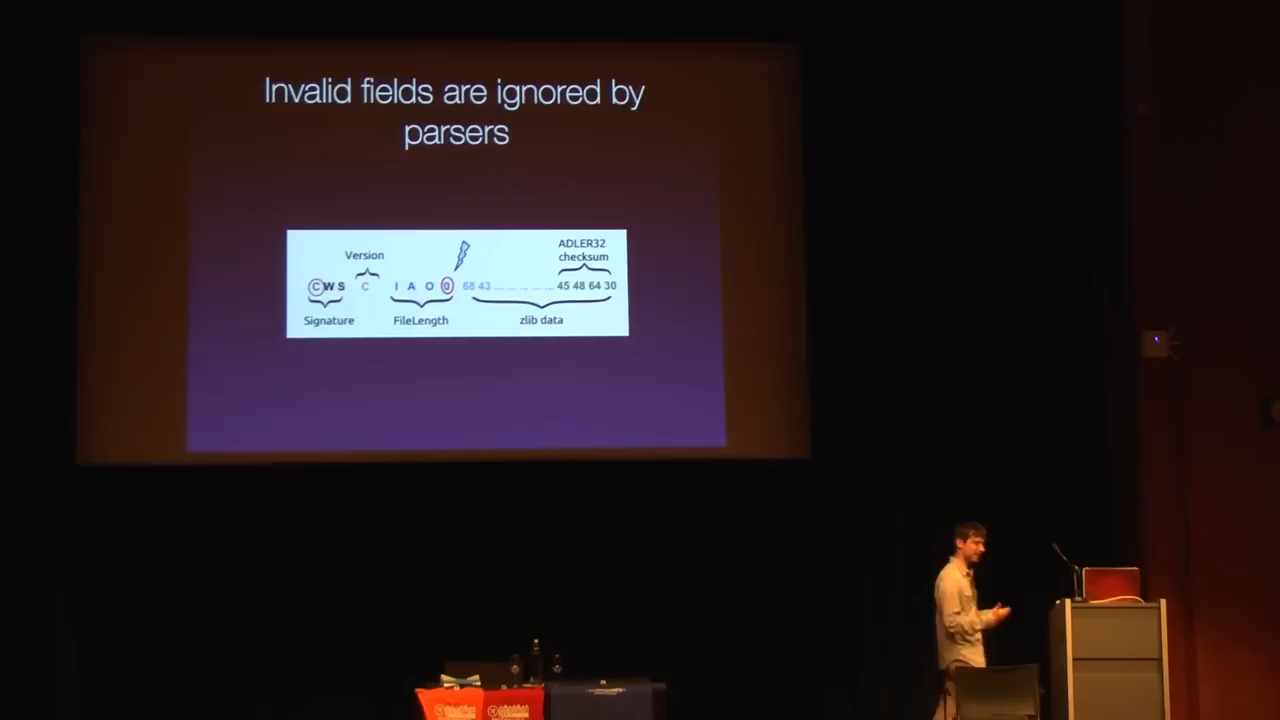 Invalid fields are ignored by
parsers
ADLER32
checksum
Version
CWS C I A O 0 68 43 ... ... ... ... ... 45 48 64 30
Signature FileLength zlib data